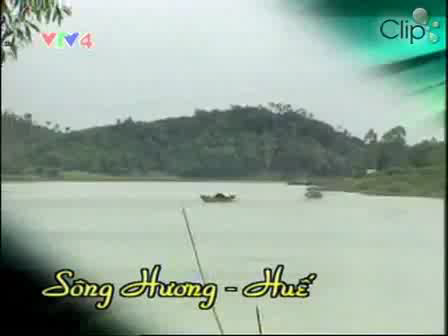 VTV4
Clip
Sông Hương - Huế